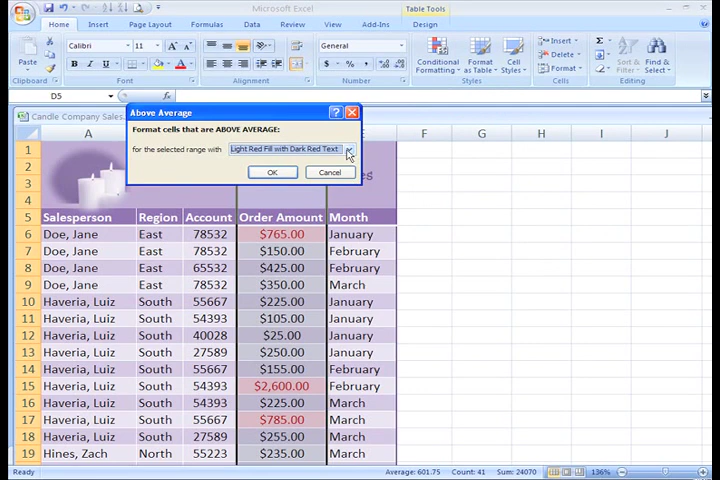 Microsoft Excel
Table Tools
Home Insert Page Layout Formulas Data Review View Add-Ins Design
Calibri 11 General Insert Σ
Paste B I U $ % , Conditional Formatting Format as Table Cell Styles Delete Format Sort & Filter Find & Select
Clipboard Font Alignment Number Styles Cells Editing
D5 fx
Candle Company Sales
Above Average
Format cells that are ABOVE AVERAGE:
for the selected range with Light Red Fill with Dark Red Text
OK Cancel
A E F G H I J
1
2
3 es
4
5 Salesperson Region Account Order Amount Month
6 Doe, Jane East 78532 $765.00 January
7 Doe, Jane East 78532 $150.00 February
8 Doe, Jane East 65532 $425.00 February
9 Doe, Jane East 78532 $350.00 March
10 Haveria, Luiz South 55667 $225.00 January
11 Haveria, Luiz South 54393 $105.00 January
12 Haveria, Luiz South 40028 $25.00 January
13 Haveria, Luiz South 27589 $250.00 January
14 Haveria, Luiz South 55667 $155.00 February
15 Haveria, Luiz South 54393 $2,600.00 February
16 Haveria, Luiz South 54393 $225.00 March
17 Haveria, Luiz South 55667 $785.00 March
18 Haveria, Luiz South 27589 $255.00 March
19 Hines, Zach North 55223 $235.00 March
Ready Average: 601.75 Count: 41 Sum: 24070 136%